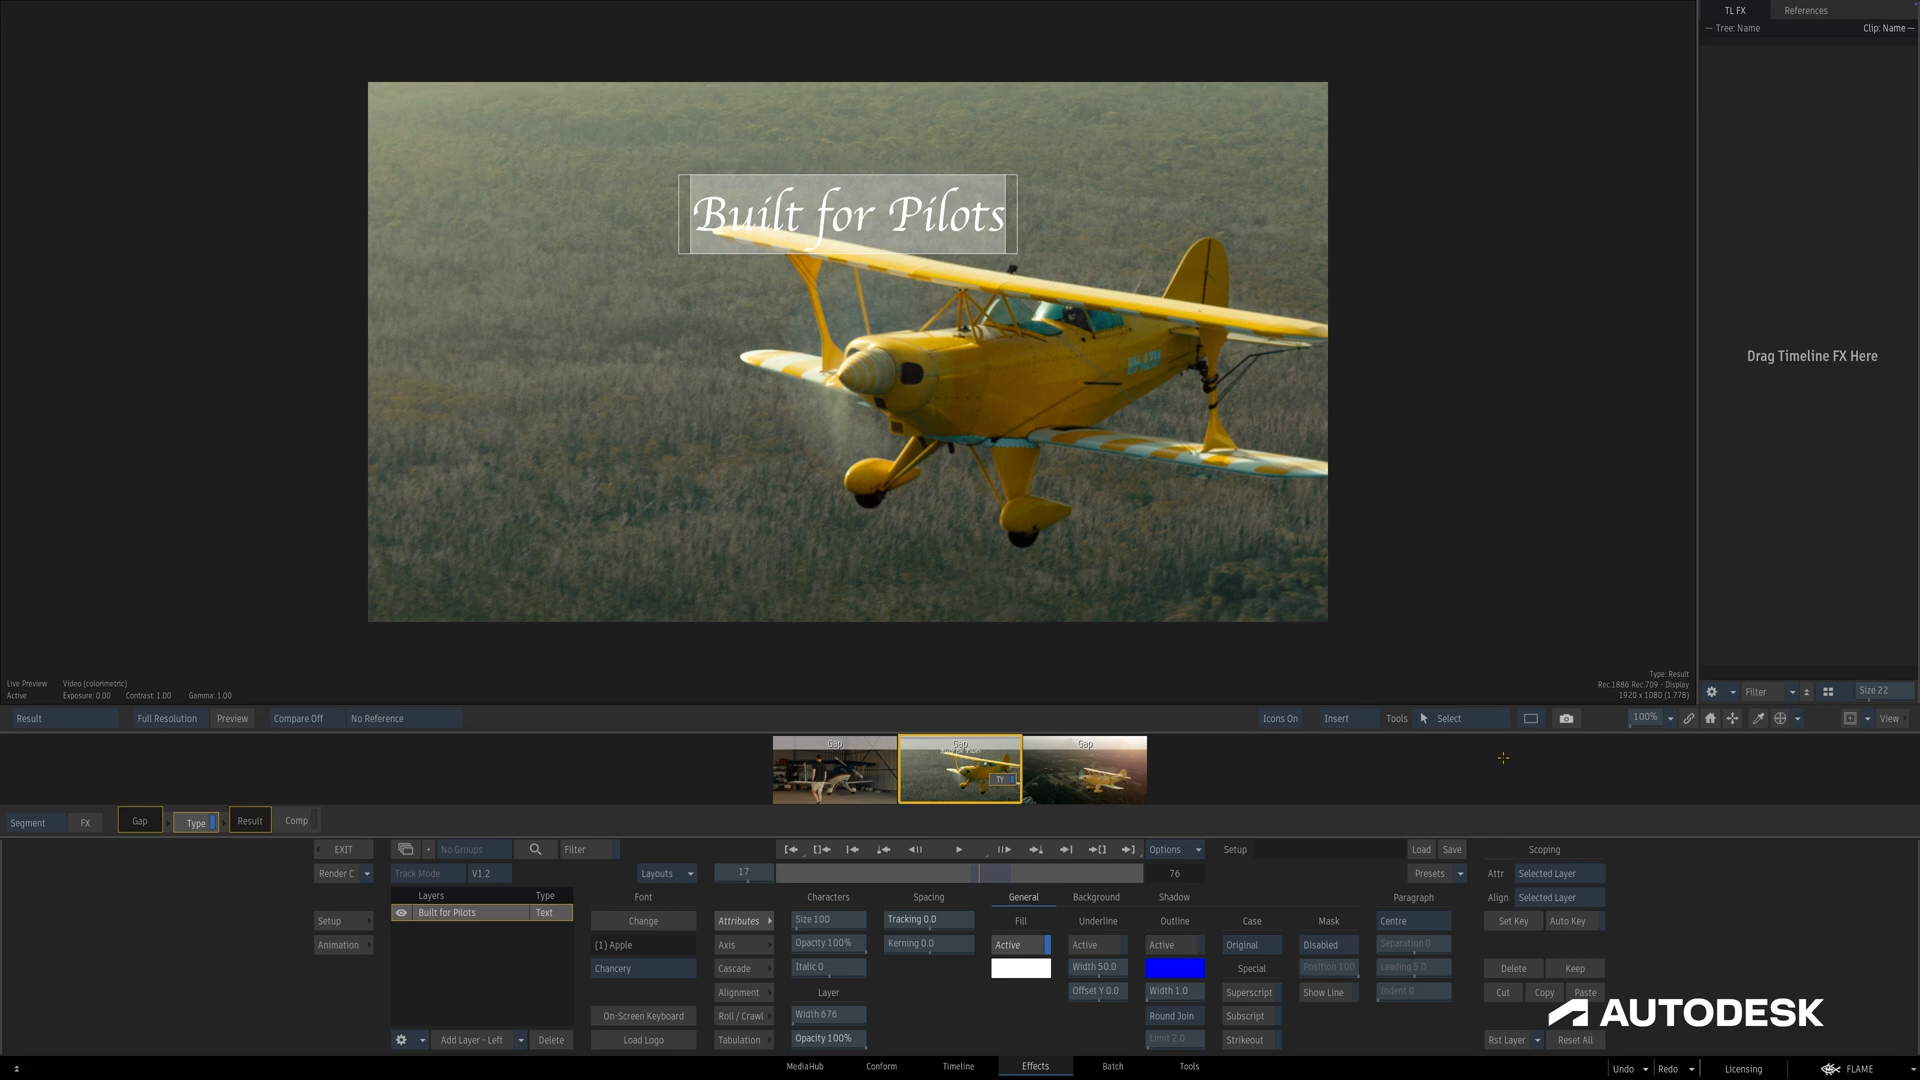 TL FX References
— Tree: Name Clip: Name —
Built for Pilots
Drag Timeline FX Here
Live Preview Video (colorimetric)
Active Exposure: 0.00 Contrast: 1.00 Gamma: 1.00
Type: Result
Rec.1886 Rec.709 - Display
1920 x 1080 (1.778)
Filter Size 22
Result Full Resolution Preview Compare Off No Reference Icons On Insert Tools Select 100% View
Gap Gap Gap
TY
Segment FX Gap Type Result Comp
EXIT No Groups Filter Options Setup Load Save Scoping
Render C Track Mode V1.2 Layouts 17 76 Presets Attr Selected Layer
Layers Type Font Characters Spacing General Background Shadow Paragraph Align Selected Layer
Built for Pilots Text
Setup Change Attributes Size 100 Tracking 0.0 Fill Underline Outline Case Mask Centre Set Key Auto Key
Animation (1) Apple Axis Opacity 100% Kerning 0.0 Active Active Active Original Disabled Separation 0
Chancery Cascade Italic 0 Width 50.0 Special Position 100 Leading 5.0 Delete Keep
Alignment Layer Offset Y 0.0 Width 1.0 Superscript Show Line Indent 0 Cut Copy Paste
On-Screen Keyboard Roll / Crawl Width 676 Round Join Subscript
AUTODESK
Add Layer - Left Delete Load Logo Tabulation Opacity 100% Limit 2.0 Strikeout Rst Layer Reset All
MediaHub Conform Timeline Effects Batch Tools Undo Redo Licensing FLAME